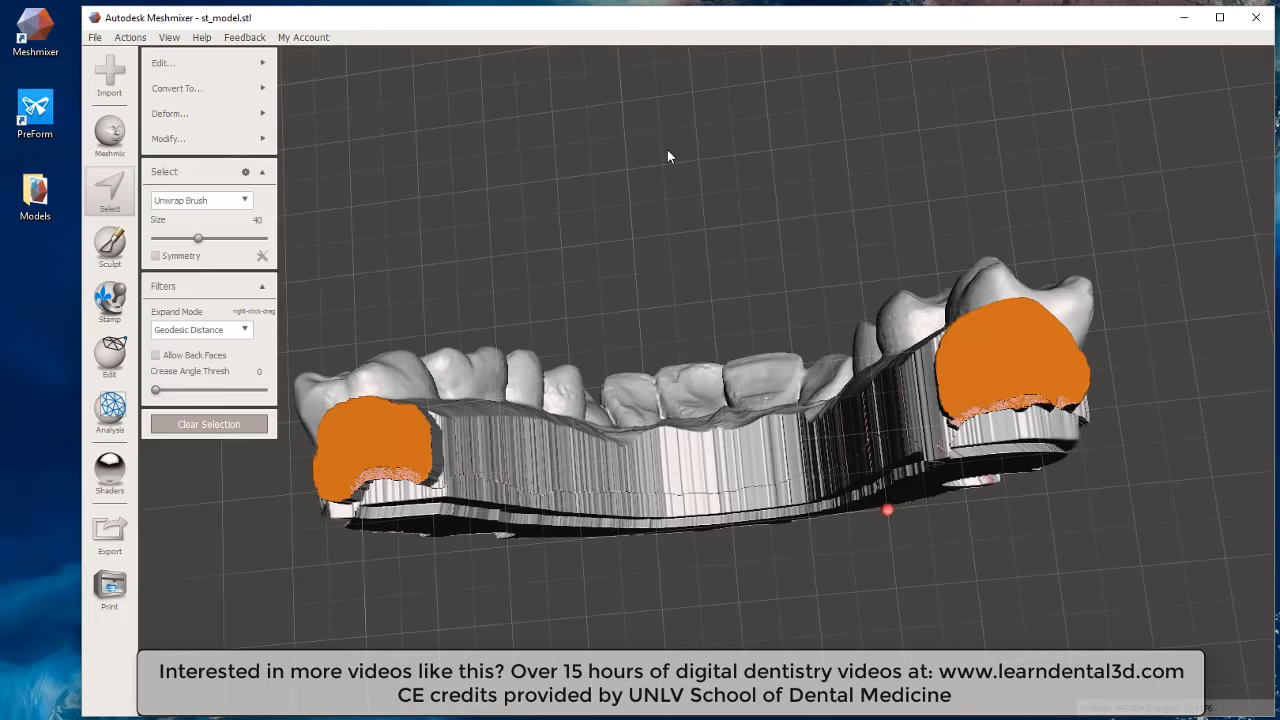 Autodesk Meshmixer - st_model.stl
File Actions View Help Feedback My Account
Meshmixer
PreForm
Models
Import
Meshmix
Select
Sculpt
Stamp
Edit
Analysis
Shaders
Export
Print
Edit...
Convert To...
Deform...
Modify...
Select
Unwrap Brush
Size 40
Symmetry
Filters
Expand Mode right-click-drag
Geodesic Distance
Allow Back Faces
Crease Angle Thresh 0
Clear Selection
Interested in more videos like this? Over 15 hours of digital dentistry videos at: www.learndental3d.com
CE credits provided by UNLV School of Dental Medicine